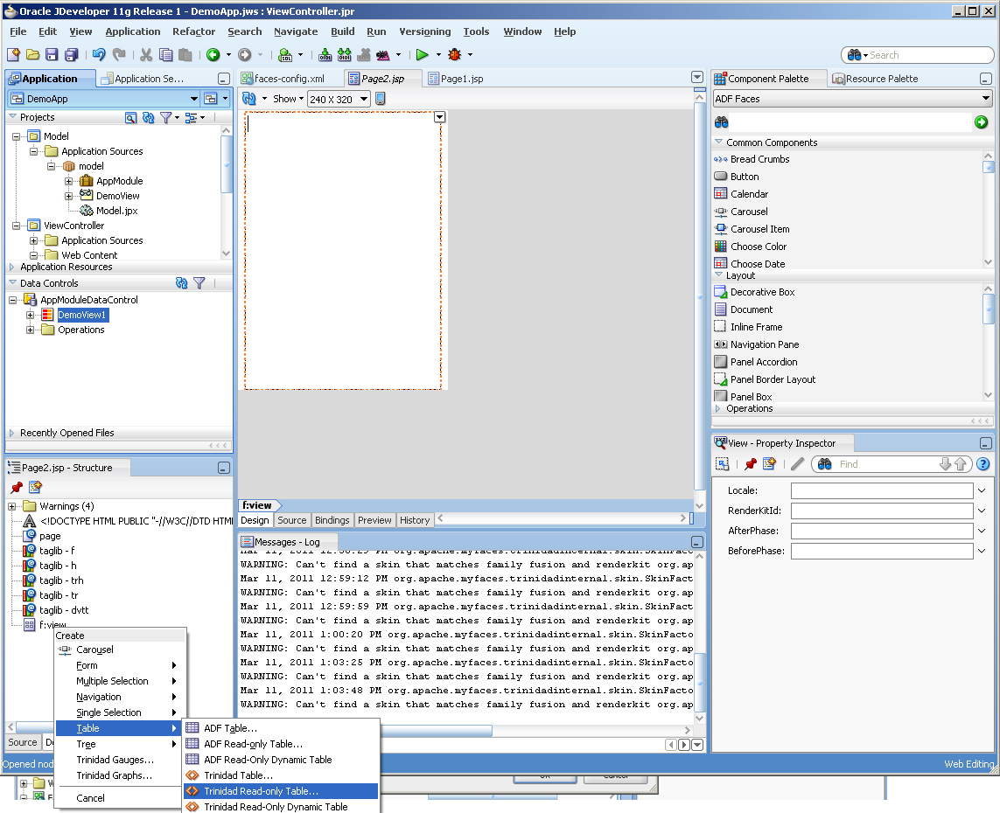 Oracle JDeveloper 11g Release 1 - DemoApp.jws : ViewController.jpr
File Edit View Application Refactor Search Navigate Build Run Versioning Tools Window Help
Search
Application
Application Se...
DemoApp
Projects
Model
Application Sources
model
AppModule
DemoView
Model.jpx
ViewController
Application Sources
Web Content
Application Resources
Data Controls
AppModuleDataControl
DemoView1
Operations
Recently Opened Files
Page2.jsp - Structure
Warnings (4)
<!DOCTYPE HTML PUBLIC "-//W3C//DTD HTML
page
taglib - f
taglib - h
taglib - trh
taglib - tr
taglib - dvtt
f:view
Source
Opened nod
Create
Carousel
Form
Multiple Selection
Navigation
Single Selection
Table
Tree
Trinidad Gauges...
Trinidad Graphs...
Cancel
ADF Table...
ADF Read-only Table...
ADF Read-Only Dynamic Table
Trinidad Table...
Trinidad Read-only Table...
Trinidad Read-Only Dynamic Table
faces-config.xml
Page2.jsp
Page1.jsp
Show
240 X 320
f:view
Design Source Bindings Preview History
Messages - Log
Mar 11, 2011 12:58:29 PM org.apache.myfaces.trinidadinternal.skin.SkinFacto
WARNING: Can't find a skin that matches family fusion and renderkit org.ap
Mar 11, 2011 12:59:12 PM org.apache.myfaces.trinidadinternal.skin.SkinFacto
WARNING: Can't find a skin that matches family fusion and renderkit org.ap
Mar 11, 2011 12:59:59 PM org.apache.myfaces.trinidadinternal.skin.SkinFacto
WARNING: Can't find a skin that matches family fusion and renderkit org.ap
Mar 11, 2011 1:00:20 PM org.apache.myfaces.trinidadinternal.skin.SkinFacto
WARNING: Can't find a skin that matches family fusion and renderkit org.ap
Mar 11, 2011 1:03:25 PM org.apache.myfaces.trinidadinternal.skin.SkinFacto
WARNING: Can't find a skin that matches family fusion and renderkit org.ap
Mar 11, 2011 1:03:48 PM org.apache.myfaces.trinidadinternal.skin.SkinFacto
WARNING: Can't find a skin that matches family fusion and renderkit org.ap
Component Palette
Resource Palette
ADF Faces
Common Components
Bread Crumbs
Button
Calendar
Carousel
Carousel Item
Choose Color
Choose Date
Layout
Decorative Box
Document
Inline Frame
Navigation Pane
Panel Accordion
Panel Border Layout
Panel Box
Operations
View - Property Inspector
Find
Locale:
RenderKitId:
AfterPhase:
BeforePhase:
Web Editing